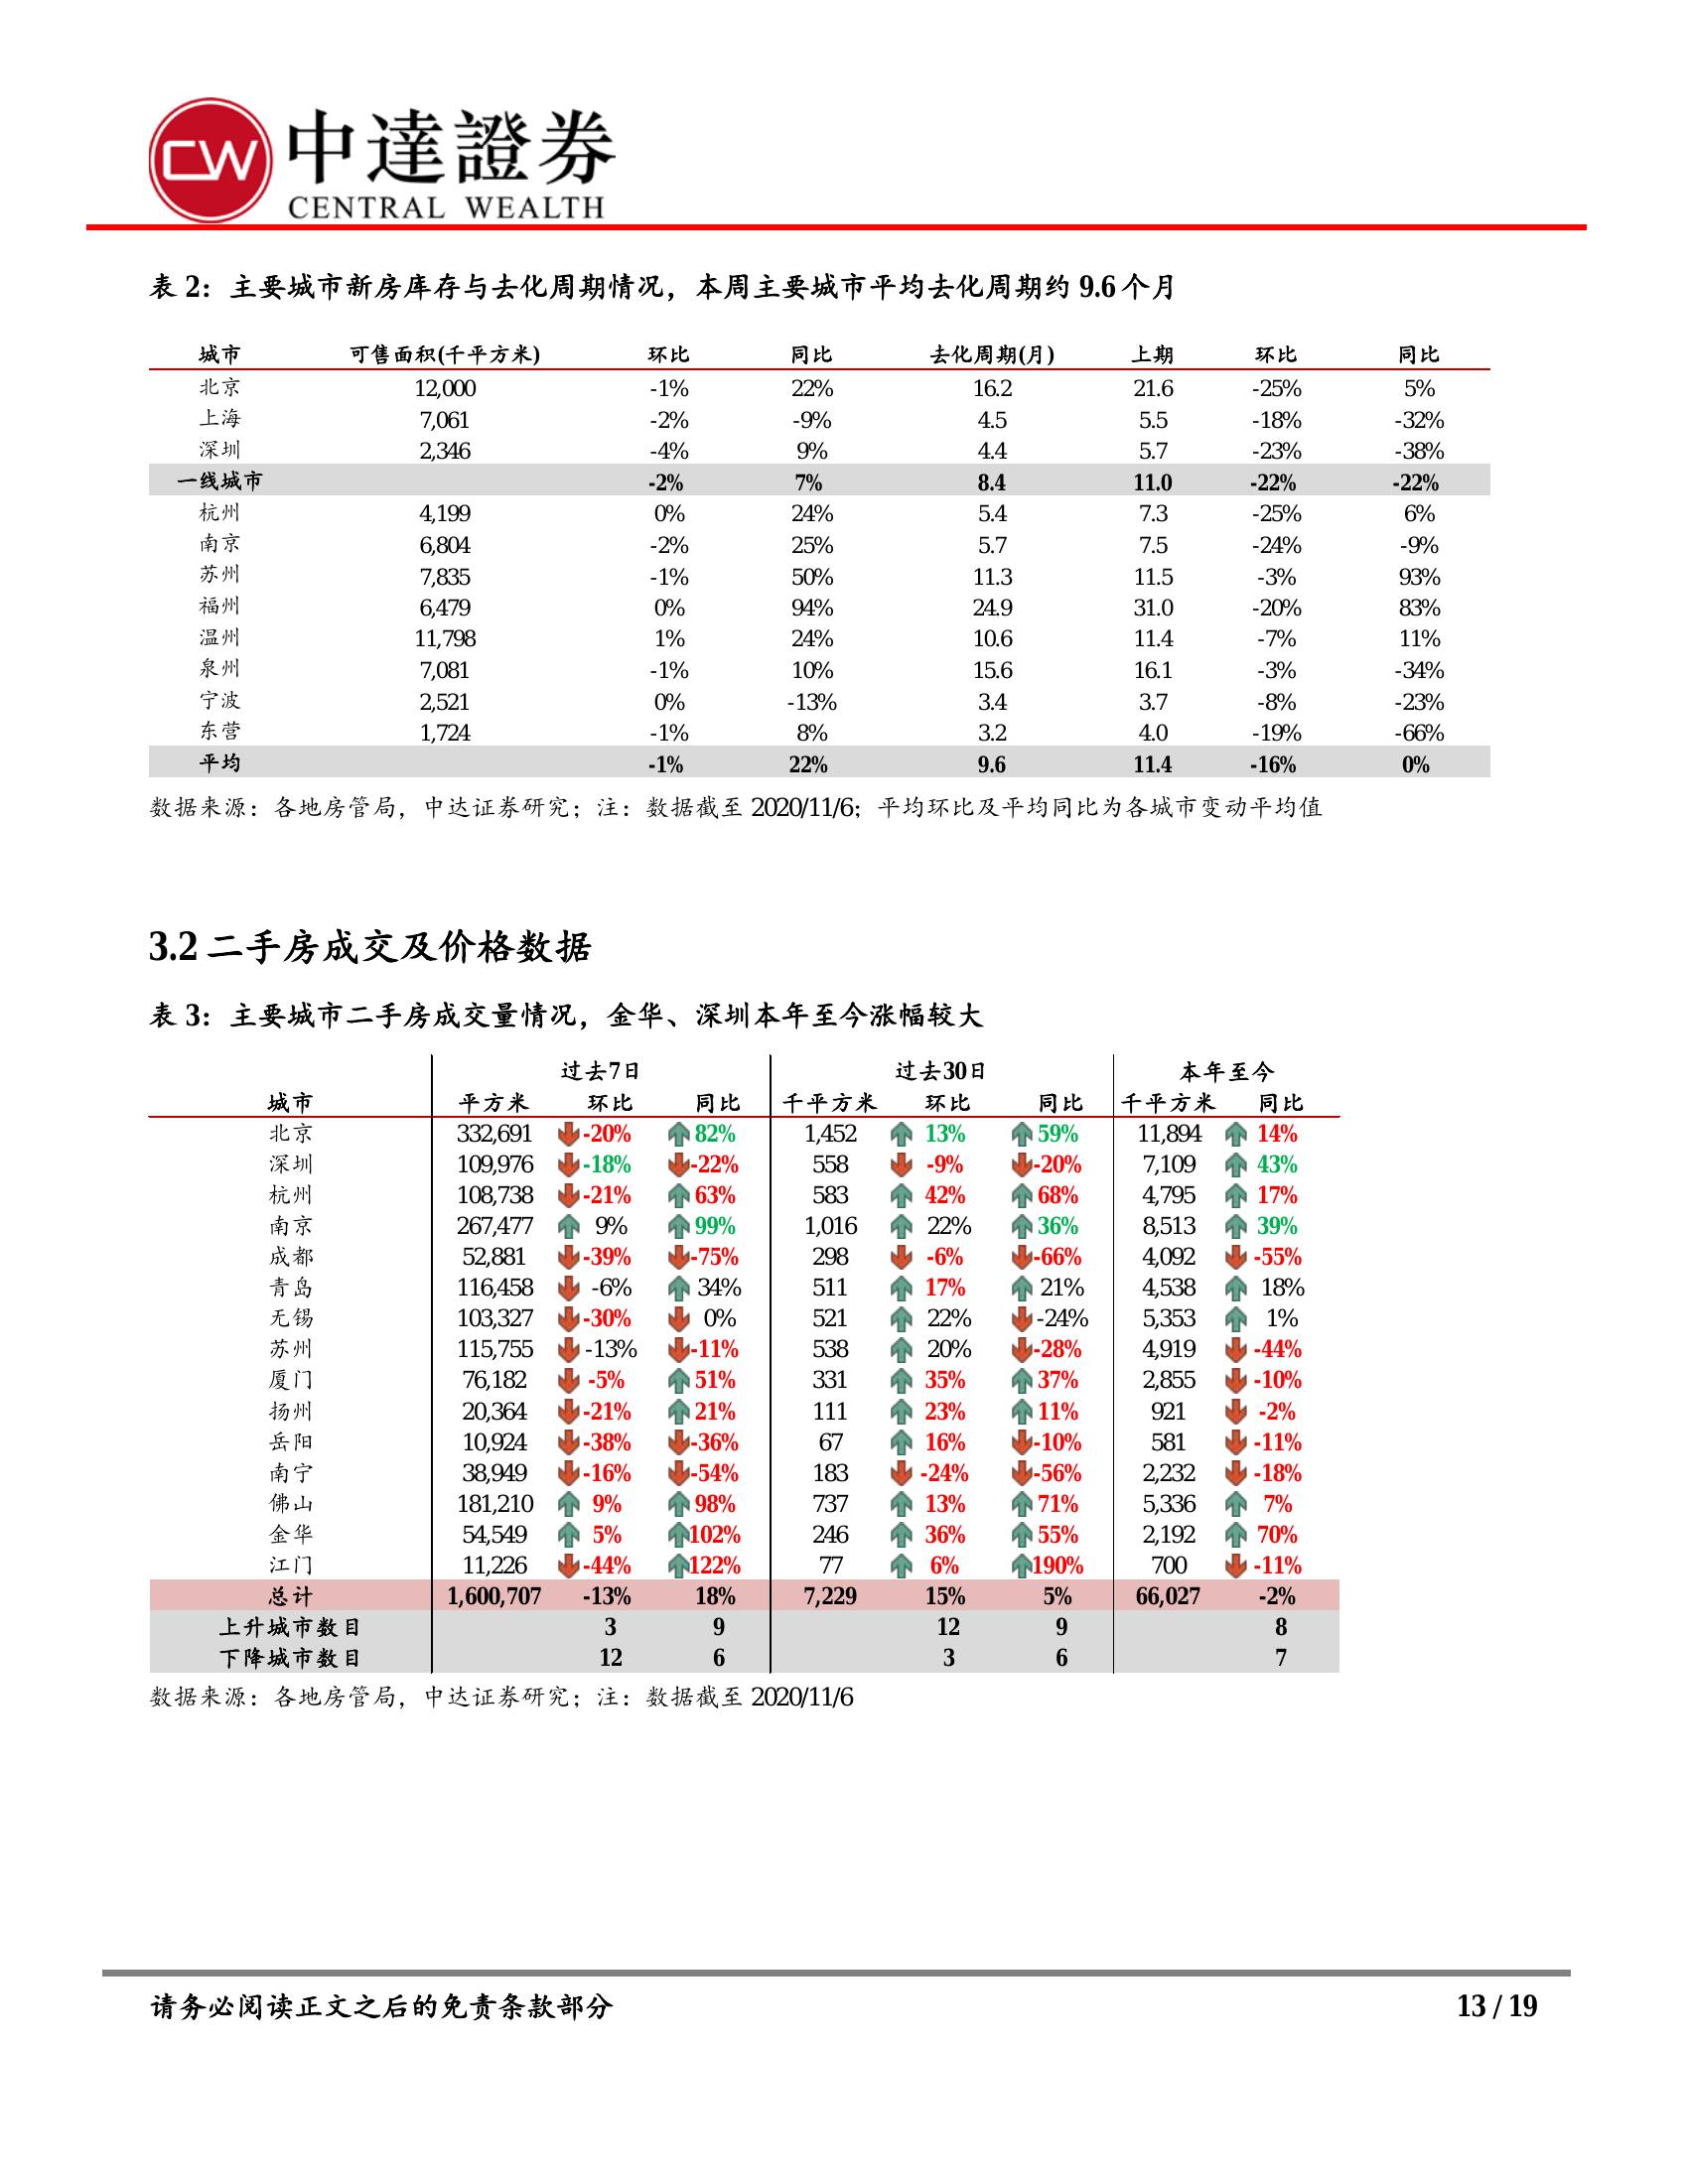 CW 中達證券
CENTRAL WEALTH
表 2：主要城市新房库存与去化周期情况，本周主要城市平均去化周期约 9.6 个月
城市 可售面积(千平方米) 环比 同比 去化周期(月) 上期 环比 同比
北京 12,000 -1% 22% 16.2 21.6 -25% 5%
上海 7,061 -2% -9% 4.5 5.5 -18% -32%
深圳 2,346 -4% 9% 4.4 5.7 -23% -38%
一线城市 -2% 7% 8.4 11.0 -22% -22%
杭州 4,199 0% 24% 5.4 7.3 -25% 6%
南京 6,804 -2% 25% 5.7 7.5 -24% -9%
苏州 7,835 -1% 50% 11.3 11.5 -3% 93%
福州 6,479 0% 94% 24.9 31.0 -20% 83%
温州 11,798 1% 24% 10.6 11.4 -7% 11%
泉州 7,081 -1% 10% 15.6 16.1 -3% -34%
宁波 2,521 0% -13% 3.4 3.7 -8% -23%
东营 1,724 -1% 8% 3.2 4.0 -19% -66%
平均 -1% 22% 9.6 11.4 -16% 0%
数据来源：各地房管局，中达证券研究；注：数据截至 2020/11/6；平均环比及平均同比为各城市变动平均值
3.2 二手房成交及价格数据
表 3：主要城市二手房成交量情况，金华、深圳本年至今涨幅较大
过去7日 过去30日 本年至今
城市 平方米 环比 同比 千平方米 环比 同比 千平方米 同比
北京 332,691 -20% 82% 1,452 13% 59% 11,894 14%
深圳 109,976 -18% -22% 558 -9% -20% 7,109 43%
杭州 108,738 -21% 63% 583 42% 68% 4,795 17%
南京 267,477 9% 99% 1,016 22% 36% 8,513 39%
成都 52,881 -39% -75% 298 -6% -66% 4,092 -55%
青岛 116,458 -6% 34% 511 17% 21% 4,538 18%
无锡 103,327 -30% 0% 521 22% -24% 5,353 1%
苏州 115,755 -13% -11% 538 20% -28% 4,919 -44%
厦门 76,182 -5% 51% 331 35% 37% 2,855 -10%
扬州 20,364 -21% 21% 111 23% 11% 921 -2%
岳阳 10,924 -38% -36% 67 16% -10% 581 -11%
南宁 38,949 -16% -54% 183 -24% -56% 2,232 -18%
佛山 181,210 9% 98% 737 13% 71% 5,336 7%
金华 54,549 5% 102% 246 36% 55% 2,192 70%
江门 11,226 -44% 122% 77 6% 190% 700 -11%
总计 1,600,707 -13% 18% 7,229 15% 5% 66,027 -2%
上升城市数目 3 9 12 9 8
下降城市数目 12 6 3 6 7
数据来源：各地房管局，中达证券研究；注：数据截至 2020/11/6
请务必阅读正文之后的免责条款部分 13 / 19